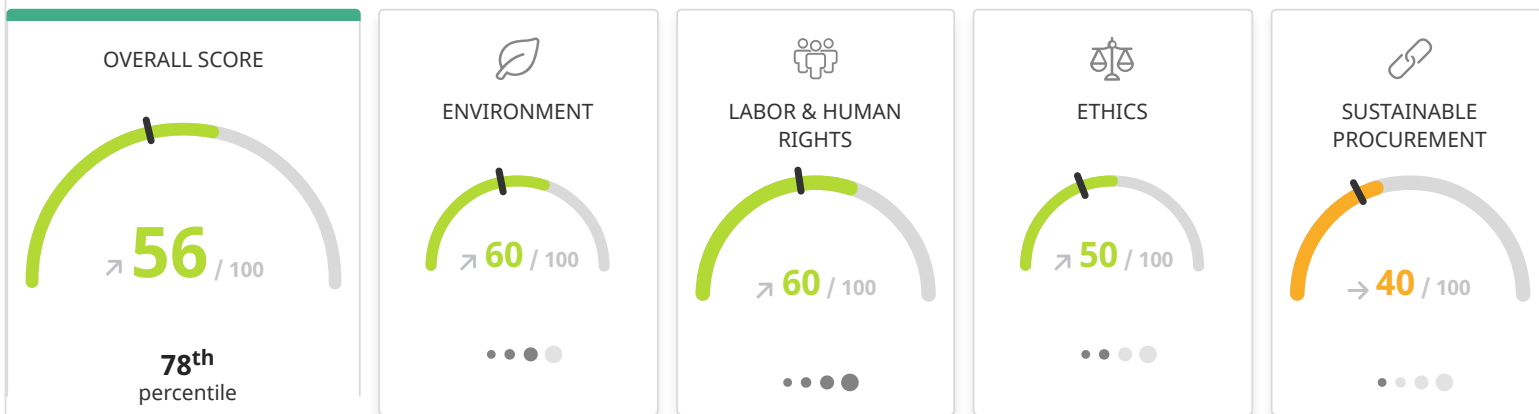 OVERALL SCORE
56 / 100
78th
percentile
ENVIRONMENT
60 / 100
LABOR & HUMAN
RIGHTS
60 / 100
ETHICS
50 / 100
SUSTAINABLE
PROCUREMENT
40 / 100